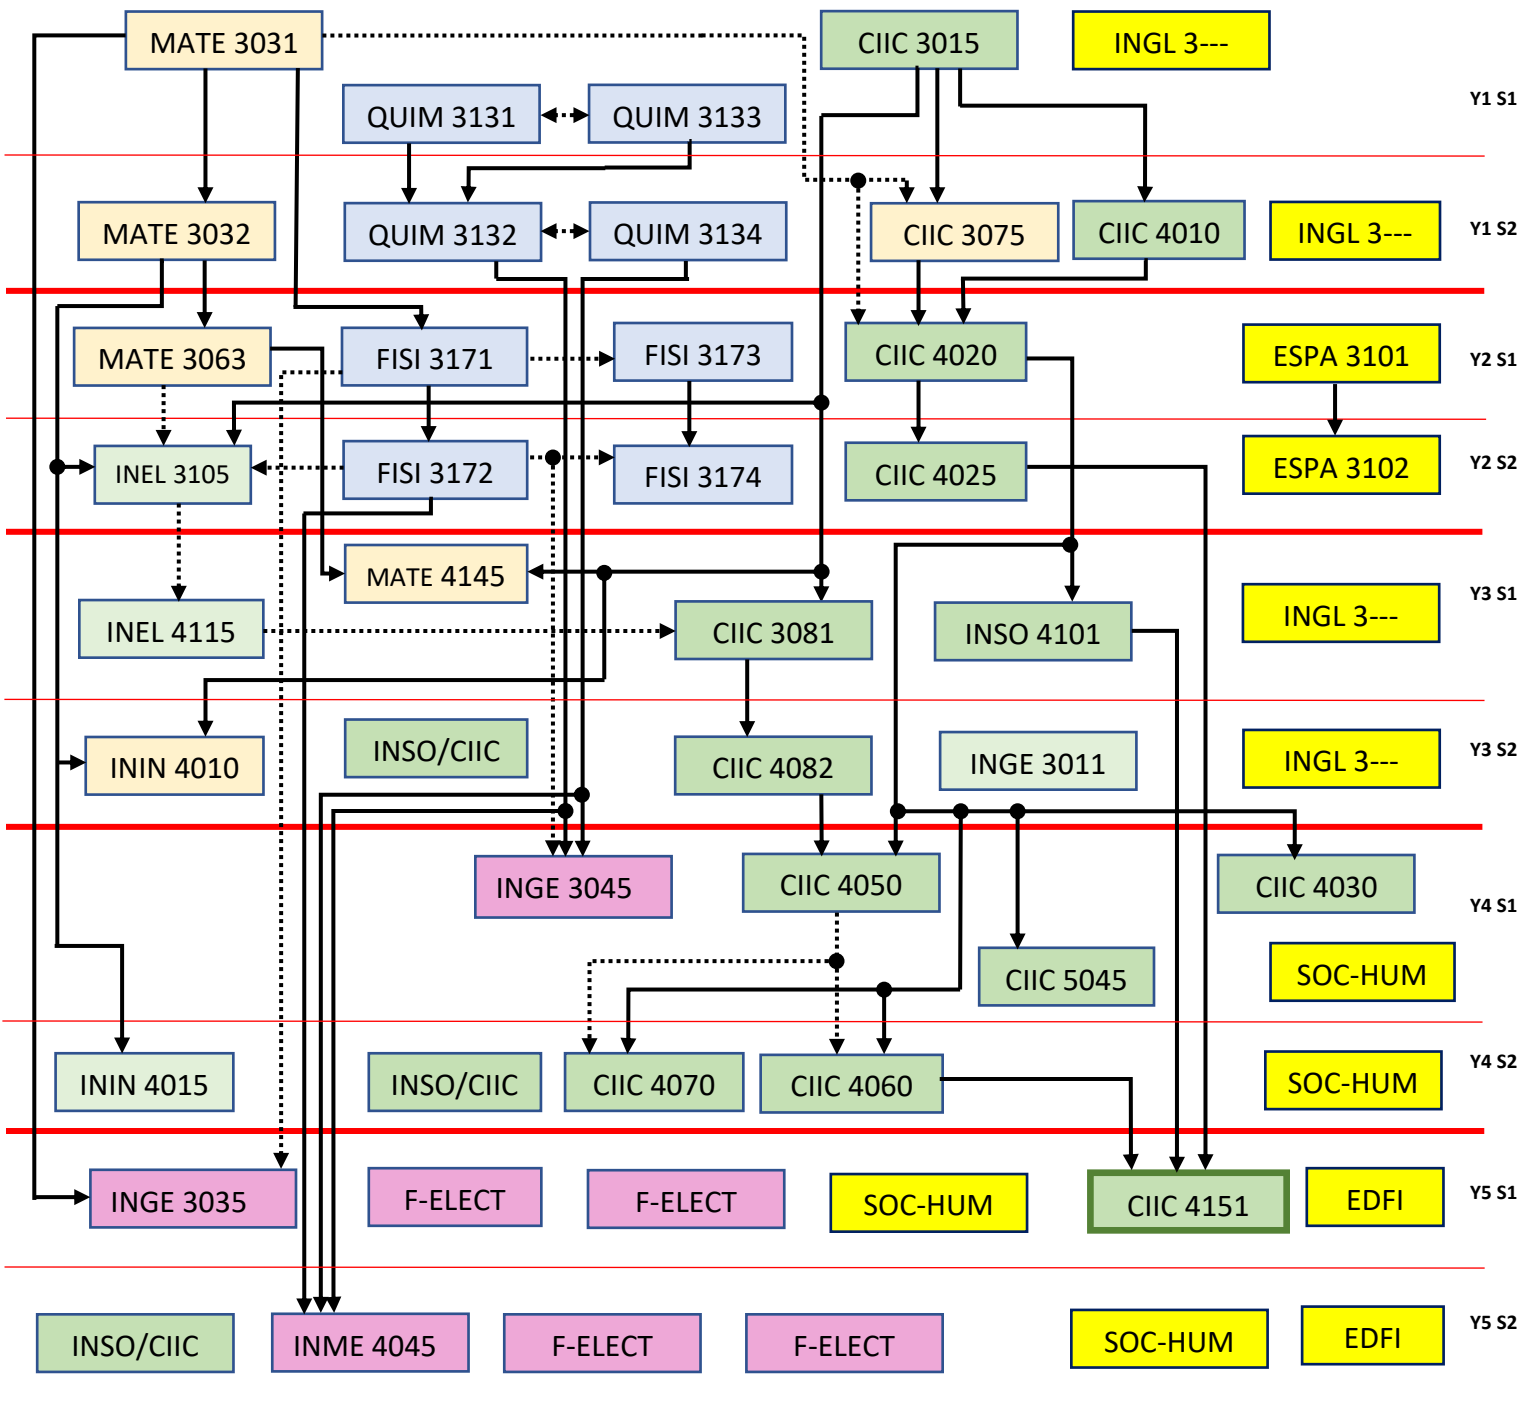 MATE 3031
CIIC 3015
INGL 3---
QUIM 3131
QUIM 3133
Y1 S1
MATE 3032
QUIM 3132
QUIM 3134
CIIC 3075
CIIC 4010
INGL 3---
Y1 S2
MATE 3063
FISI 3171
FISI 3173
CIIC 4020
ESPA 3101
Y2 S1
INEL 3105
FISI 3172
FISI 3174
CIIC 4025
ESPA 3102
Y2 S2
MATE 4145
INEL 4115
CIIC 3081
INSO 4101
INGL 3---
Y3 S1
ININ 4010
INSO/CIIC
CIIC 4082
INGE 3011
INGL 3---
Y3 S2
INGE 3045
CIIC 4050
CIIC 4030
Y4 S1
CIIC 5045
SOC-HUM
ININ 4015
INSO/CIIC
CIIC 4070
CIIC 4060
SOC-HUM
Y4 S2
INGE 3035
F-ELECT
F-ELECT
SOC-HUM
CIIC 4151
EDFI
Y5 S1
INSO/CIIC
INME 4045
F-ELECT
F-ELECT
SOC-HUM
EDFI
Y5 S2